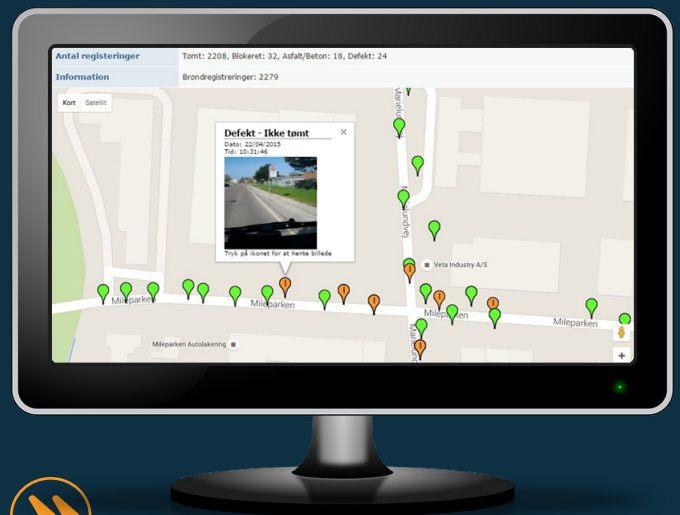 Antal registeringer Tømt: 2208, Blokeret: 32, Asfalt/Beton: 18, Defekt: 24
Information Brøndregistreringer: 2279
Kort Satellit
Defekt - Ikke tømt
Dato: 22/04/2015
Tid: 10:31:46
Tryk på ikonet for at hente billede
Veta Industry A/S
Mileparken
Mileparken
Mileparken
Mileparken
Mileparken Autolakering